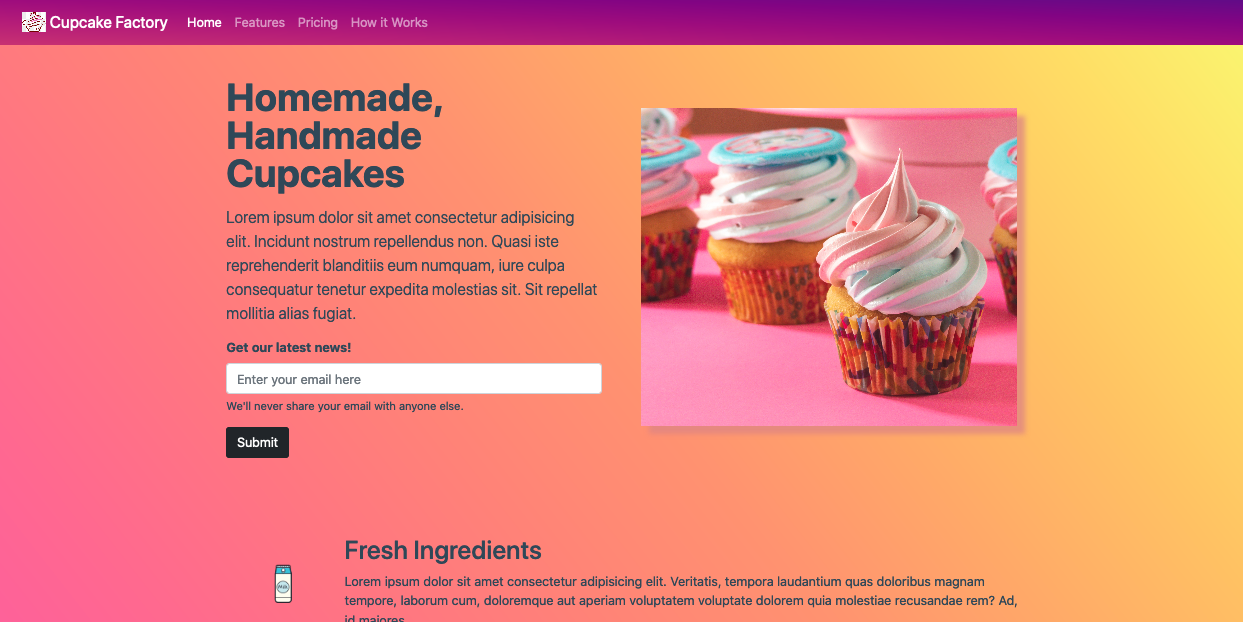 Cupcake Factory Home Features Pricing How it Works
Homemade,
Handmade
Cupcakes
Lorem ipsum dolor sit amet consectetur adipisicing
elit. Incidunt nostrum repellendus non. Quasi iste
reprehenderit blanditiis eum numquam, iure culpa
consequatur tenetur expedita molestias sit. Sit repellat
mollitia alias fugiat.
Get our latest news!
Enter your email here
We'll never share your email with anyone else.
Submit
Fresh Ingredients
Lorem ipsum dolor sit amet consectetur adipisicing elit. Veritatis, tempora laudantium quas doloribus magnam
tempore, laborum cum, doloremque aut aperiam voluptatem voluptate dolorem quia molestiae recusandae rem? Ad,
id maiores